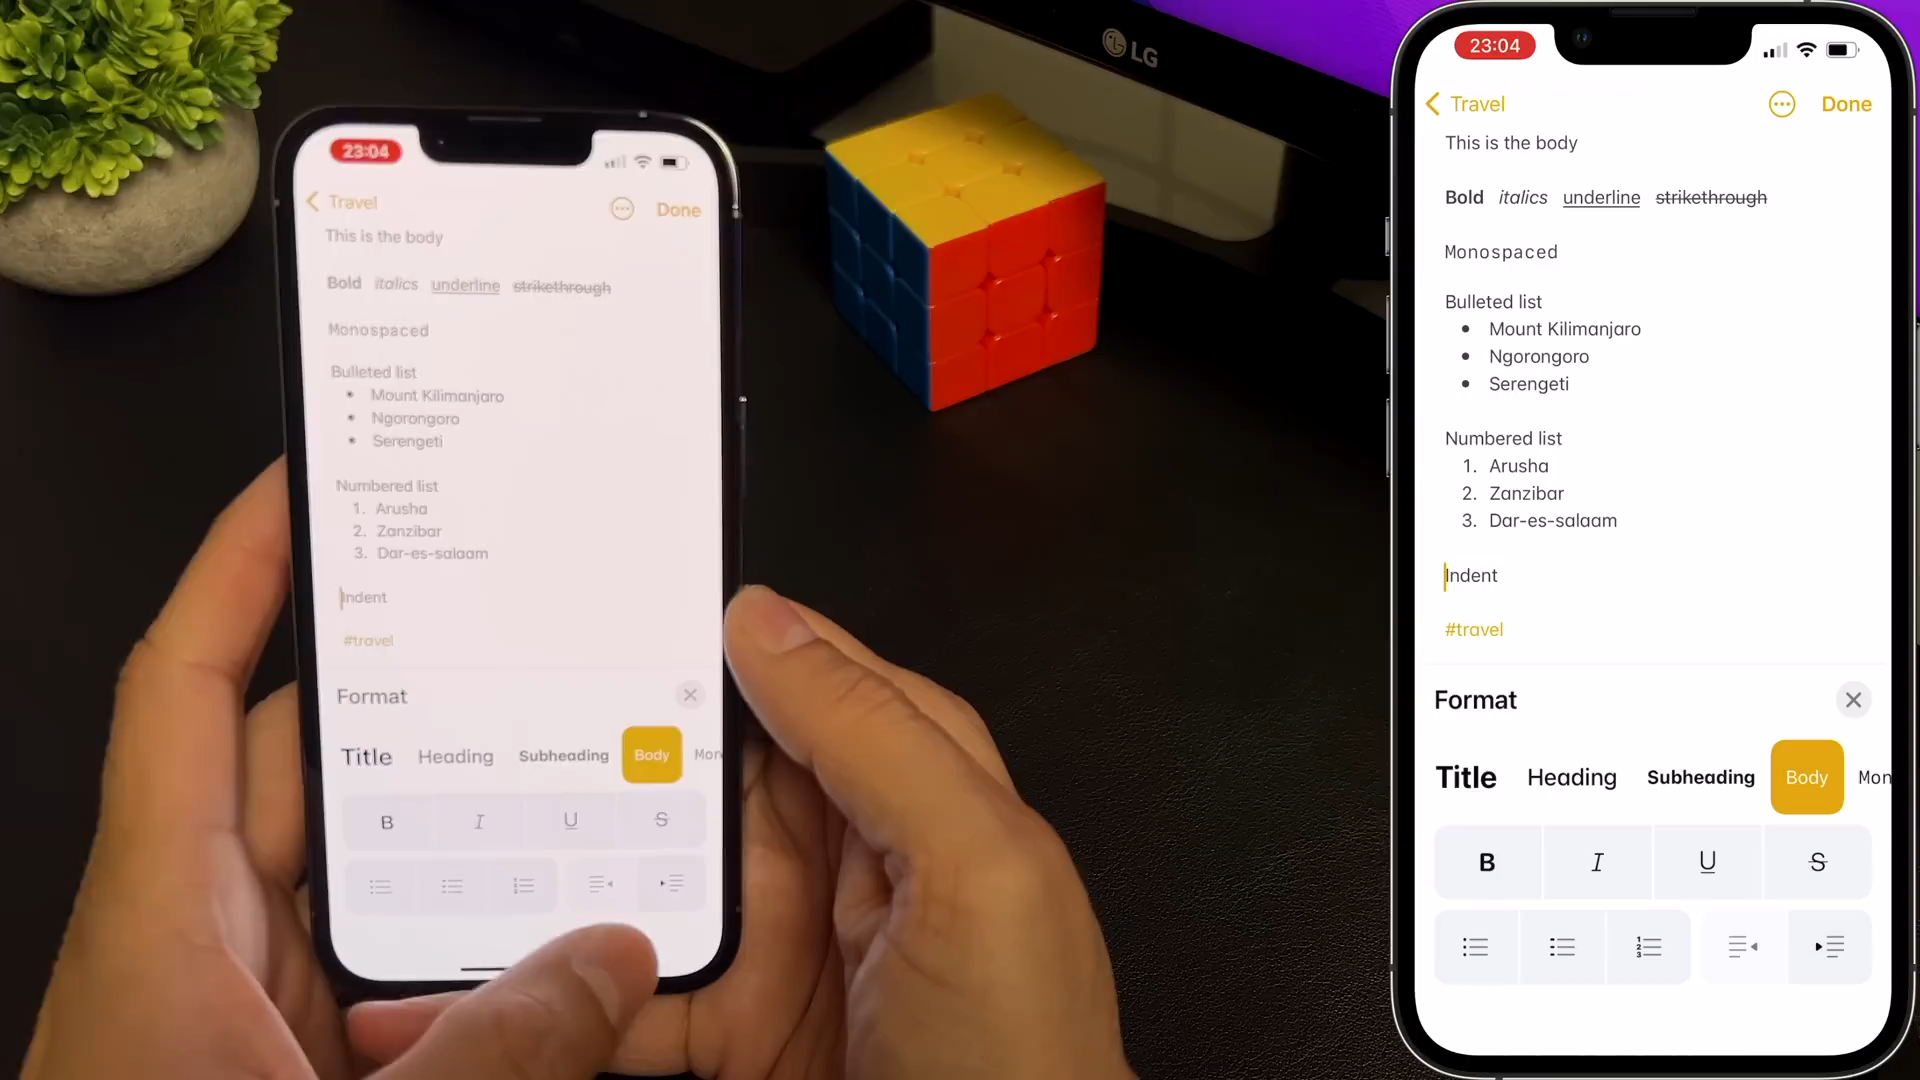 LG
23:04
Travel
Done
This is the body
Bold italics underline strikethrough
Monospaced
Bulleted list
• Mount Kilimanjaro
• Ngorongoro
• Serengeti
Numbered list
1. Arusha
2. Zanzibar
3. Dar-es-salaam
Indent
#travel
Format
Title Heading Subheading Body Mon
B I U S
23:04
Travel
Done
This is the body
Bold italics underline strikethrough
Monospaced
Bulleted list
• Mount Kilimanjaro
• Ngorongoro
• Serengeti
Numbered list
1. Arusha
2. Zanzibar
3. Dar-es-salaam
Indent
#travel
Format
Title Heading Subheading Body Mon
B I U S